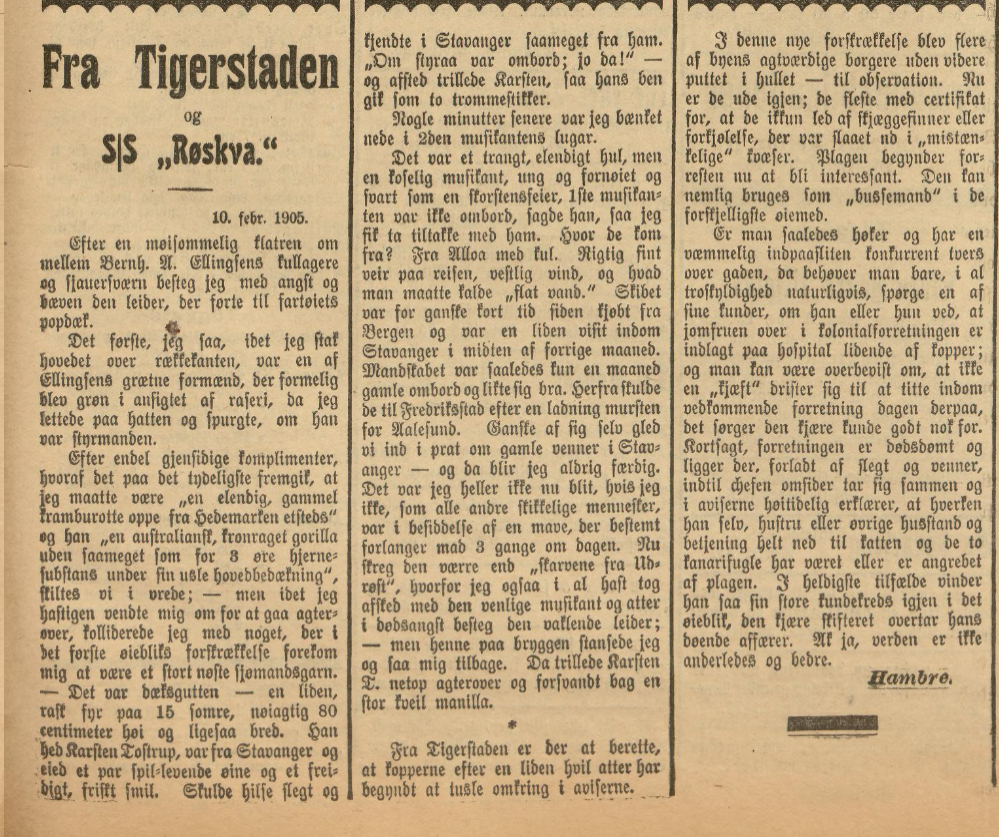 Fra Tigerstaden
og
S|S „Røskva.“
10. febr. 1905.
Efter en møisommelig klatren om
mellem Bernh. A. Ellingsens kullagere
og sjauersværn besteg jeg med angst og
bæven den leider, der førte til fartøiets
popdæk.
Det første, jeg saa, idet jeg stak
hovedet over rækkekanten, var en af
Ellingsens grætne formænd, der formelig
blev grøn i ansigtet af raseri, da jeg
lettede paa hatten og spurgte, om han
var styrmanden.
Efter endel gjensidige komplimenter,
hvoraf det paa det tydeligste fremgik, at
jeg maatte være „en elendig, gammel
kramburotte oppe fra Hedemarken etsteds“
og han „en australiansk, kronraget gorilla
uden saameget som for 3 øre hjerne-
substans under sin usle hovedbedækning“,
skiltes vi i vrede; — men idet jeg
hastigen vendte mig om for at gaa agter-
over, kolliderede jeg med noget, der i
det første øiebliks forskrækkelse forekom
mig at være et stort nøste sjømandsgarn.
— Det var dæksgutten — en liden,
rask fyr paa 15 somre, nøiagtig 80
centimeter høi og ligesaa bred. Han
hed Karsten Tostrup, var fra Stavanger og
eied et par spil-levende øine og et frei-
digt, friskt smil. Skulde hilse slegt og
kjendte i Stavanger saameget fra ham.
„Om styraa var ombord; jo da!“ —
og affsted trillede Karsten, saa hans ben
gik som to trommestikker.
Nogle minutter senere var jeg bænket
nede i 2den musikantens lugar.
Det var et trangt, elendigt hul, men
en koselig musikant, ung og fornøiet og
svart som en skorstensfeier, 1ste musikan-
ten var ikke ombord, sagde han, saa jeg
fik ta tiltakke med ham. Hvor de kom
fra? Fra Alloa med kul. Rigtig fint
veir paa reisen, vestlig vind, og hvad
man maatte kalde „flat vand.“ Skibet
var for ganske kort tid siden kjøbt fra
Bergen og var en liden visit indom
Stavanger i midten af forrige maaned.
Mandskabet var saaledes kun en maaned
gamle ombord og likte sig bra. Herfra skulde
de til Fredriksstad efter en ladning mursten
for Aalesund. Ganske af sig selv gled
vi ind i prat om gamle venner i Stav-
anger — og da blir jeg aldrig færdig.
Det var jeg heller ikke nu blit, hvis jeg
ikke, som alle andre skikkelige mennesker,
var i besiddelse af en mave, der bestemt
forlanger mad 3 gange om dagen. Nu
skreg den værre end „skarvene fra Ud-
røst“, hvorfor jeg ogsaa i al hast tog
afsked med den venlige musikant og atter
i dødsangst besteg den vaklende leider;
— men henne paa bryggen stansede jeg
og saa mig tilbage. Da trillede Karsten
T. netop agterover og forsvandt bag en
stor kveil manilla.
*
Fra Tigerstaden er der at berette,
at kopperne efter en liden hvil atter har
begyndt at tusle omkring i aviserne.
I denne nye forskrækkelse blev flere
af byens agtværdige borgere uden videre
puttet i hullet — til observation. Nu
er de ude igjen; de fleste med certifikat
for, at de ikkun led af skjæggefinner eller
forkjølelse, der var slaaet ud i „mistæn-
kelige“ kvæser. Plagen begynder for-
resten nu at bli interessant. Den kan
nemlig bruges som „bussemand“ i de
forskjelligste øiemed.
Er man saaledes høker og har en
væmmelig indpaasliten konkurrent tvers
over gaden, da behøver man bare, i al
troskyldighed naturligvis, spørge en af
sine kunder, om han eller hun ved, at
jomfruen over i kolonialforretningen er
indlagt paa hospital lidende af kopper;
og man kan være overbevist om, at ikke
en „kjæft“ drister sig til at titte indom
vedkommende forretning dagen derpaa,
det sørger den kjære kunde godt nok for.
Kortsagt, forretningen er dødsdømt og
ligger der, forladt af slegt og venner,
indtil chefen omsider tar sig sammen og
i aviserne høitidelig erklærer, at hverken
han selv, hustru eller øvrige husstand og
betjening helt ned til katten og de to
kanarifugle har været eller er angrebet
af plagen. I heldigste tilfælde vinder
han saa sin store kundekreds igjen i det
øieblik, den kjære skifteret overtar hans
døende affærer. Ak ja, verden er ikke
anderledes og bedre.
Hambro.